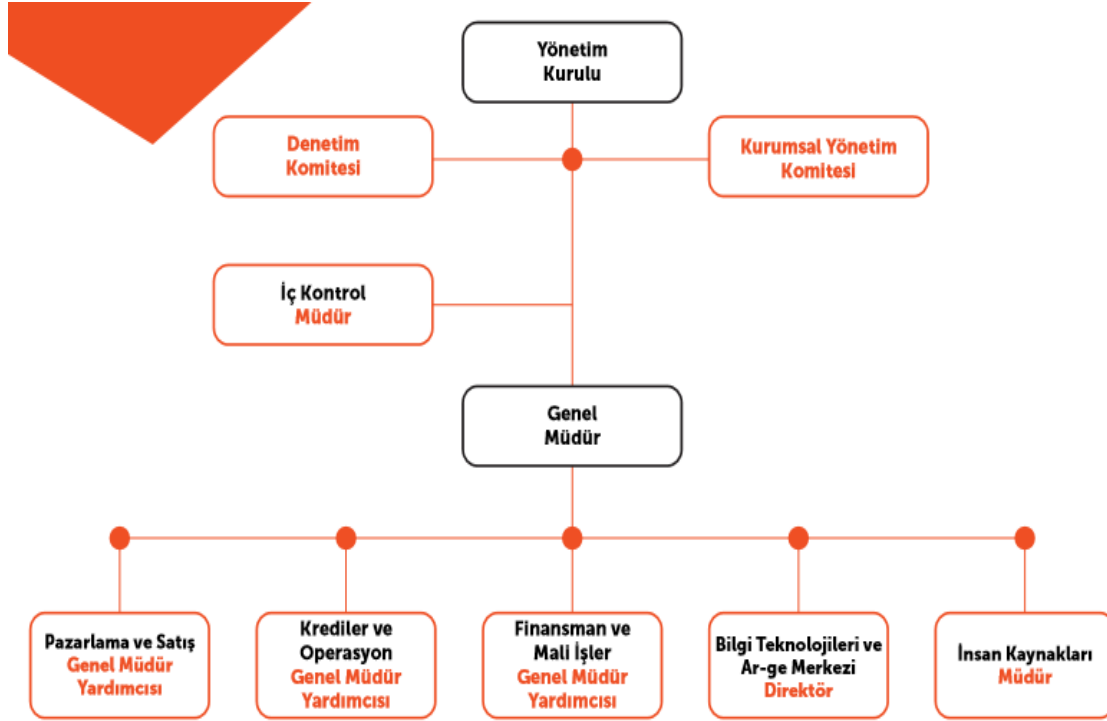 Yönetim
Kurulu
Denetim
Komitesi
Kurumsal Yönetim
Komitesi
İç Kontrol
Müdür
Genel
Müdür
Pazarlama ve Satış
Genel Müdür
Yardımcısı
Krediler ve
Operasyon
Genel Müdür
Yardımcısı
Finansman ve
Mali İşler
Genel Müdür
Yardımcısı
Bilgi Teknolojileri ve
Ar-ge Merkezi
Direktör
İnsan Kaynakları
Müdür